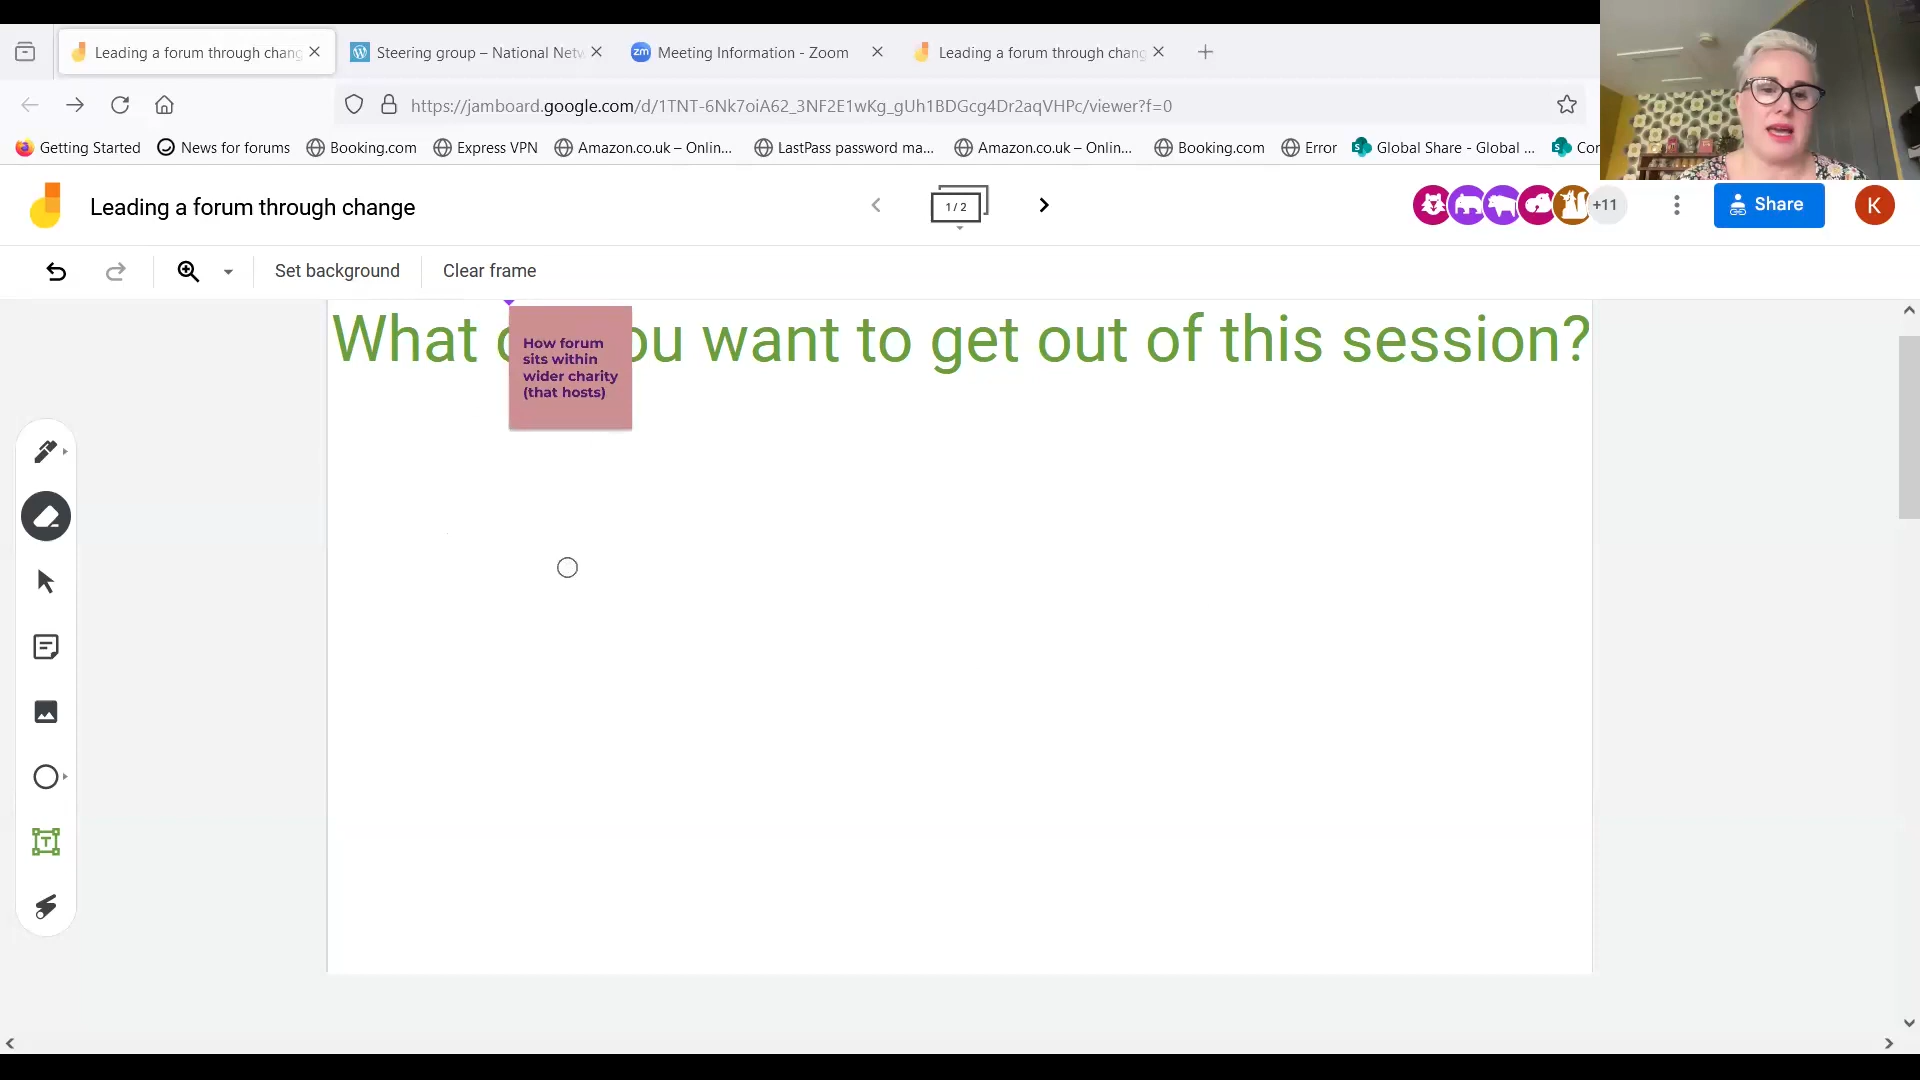 Leading a forum through chang
Steering group – National Netw
zm
Meeting Information - Zoom
Leading a forum through chang
https://jamboard.google.com/d/1TNT-6Nk7oiA62_3NF2E1wKg_gUh1BDGcg4Dr2aqVHPc/viewer?f=0
Getting Started
News for forums
Booking.com
Express VPN
Amazon.co.uk – Onlin...
LastPass password ma...
Amazon.co.uk – Onlin...
Booking.com
Error
Global Share - Global ...
Cor
Leading a forum through change
1 / 2
+11
Share
K
Set background
Clear frame
What d ou want to get out of this session?
How forum
sits within
wider charity
(that hosts)
T